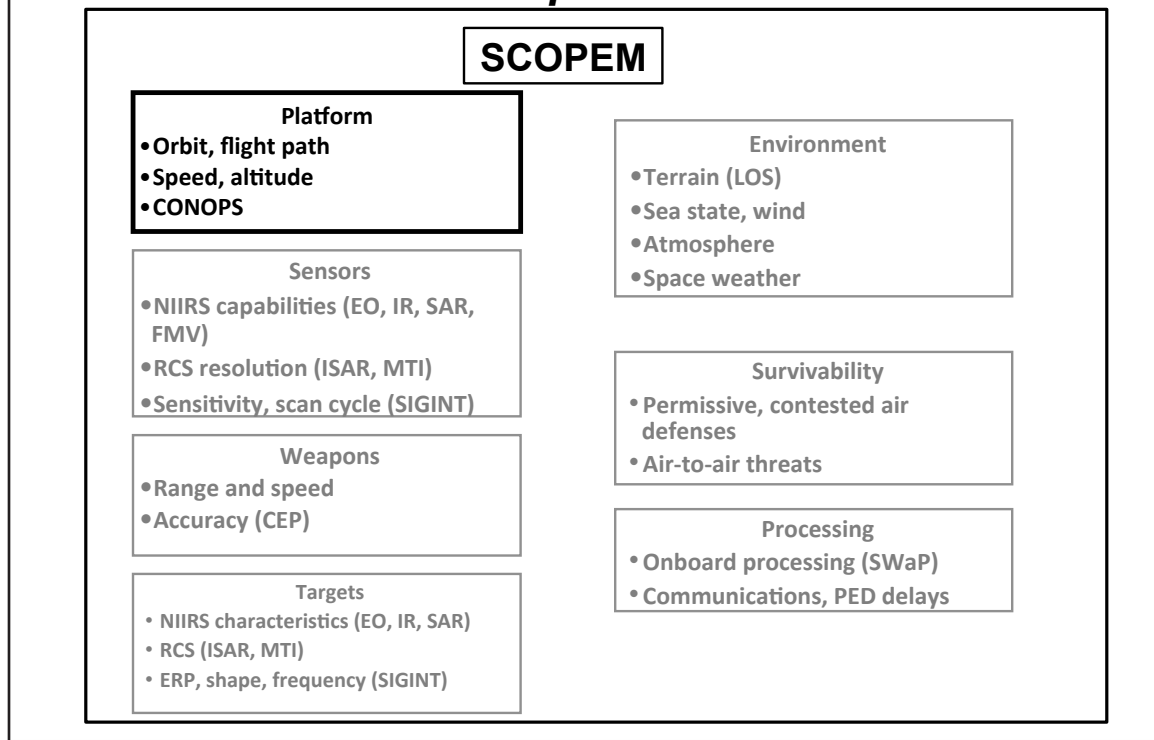 SCOPEM
Platform
•Orbit, flight path
•Speed, altitude
•CONOPS
Sensors
•NIIRS capabilities (EO, IR, SAR,
FMV)
•RCS resolution (ISAR, MTI)
•Sensitivity, scan cycle (SIGINT)
Weapons
•Range and speed
•Accuracy (CEP)
Targets
• NIIRS characteristics (EO, IR, SAR)
• RCS (ISAR, MTI)
• ERP, shape, frequency (SIGINT)
Environment
•Terrain (LOS)
•Sea state, wind
•Atmosphere
•Space weather
Survivability
• Permissive, contested air
defenses
• Air-to-air threats
Processing
• Onboard processing (SWaP)
• Communications, PED delays